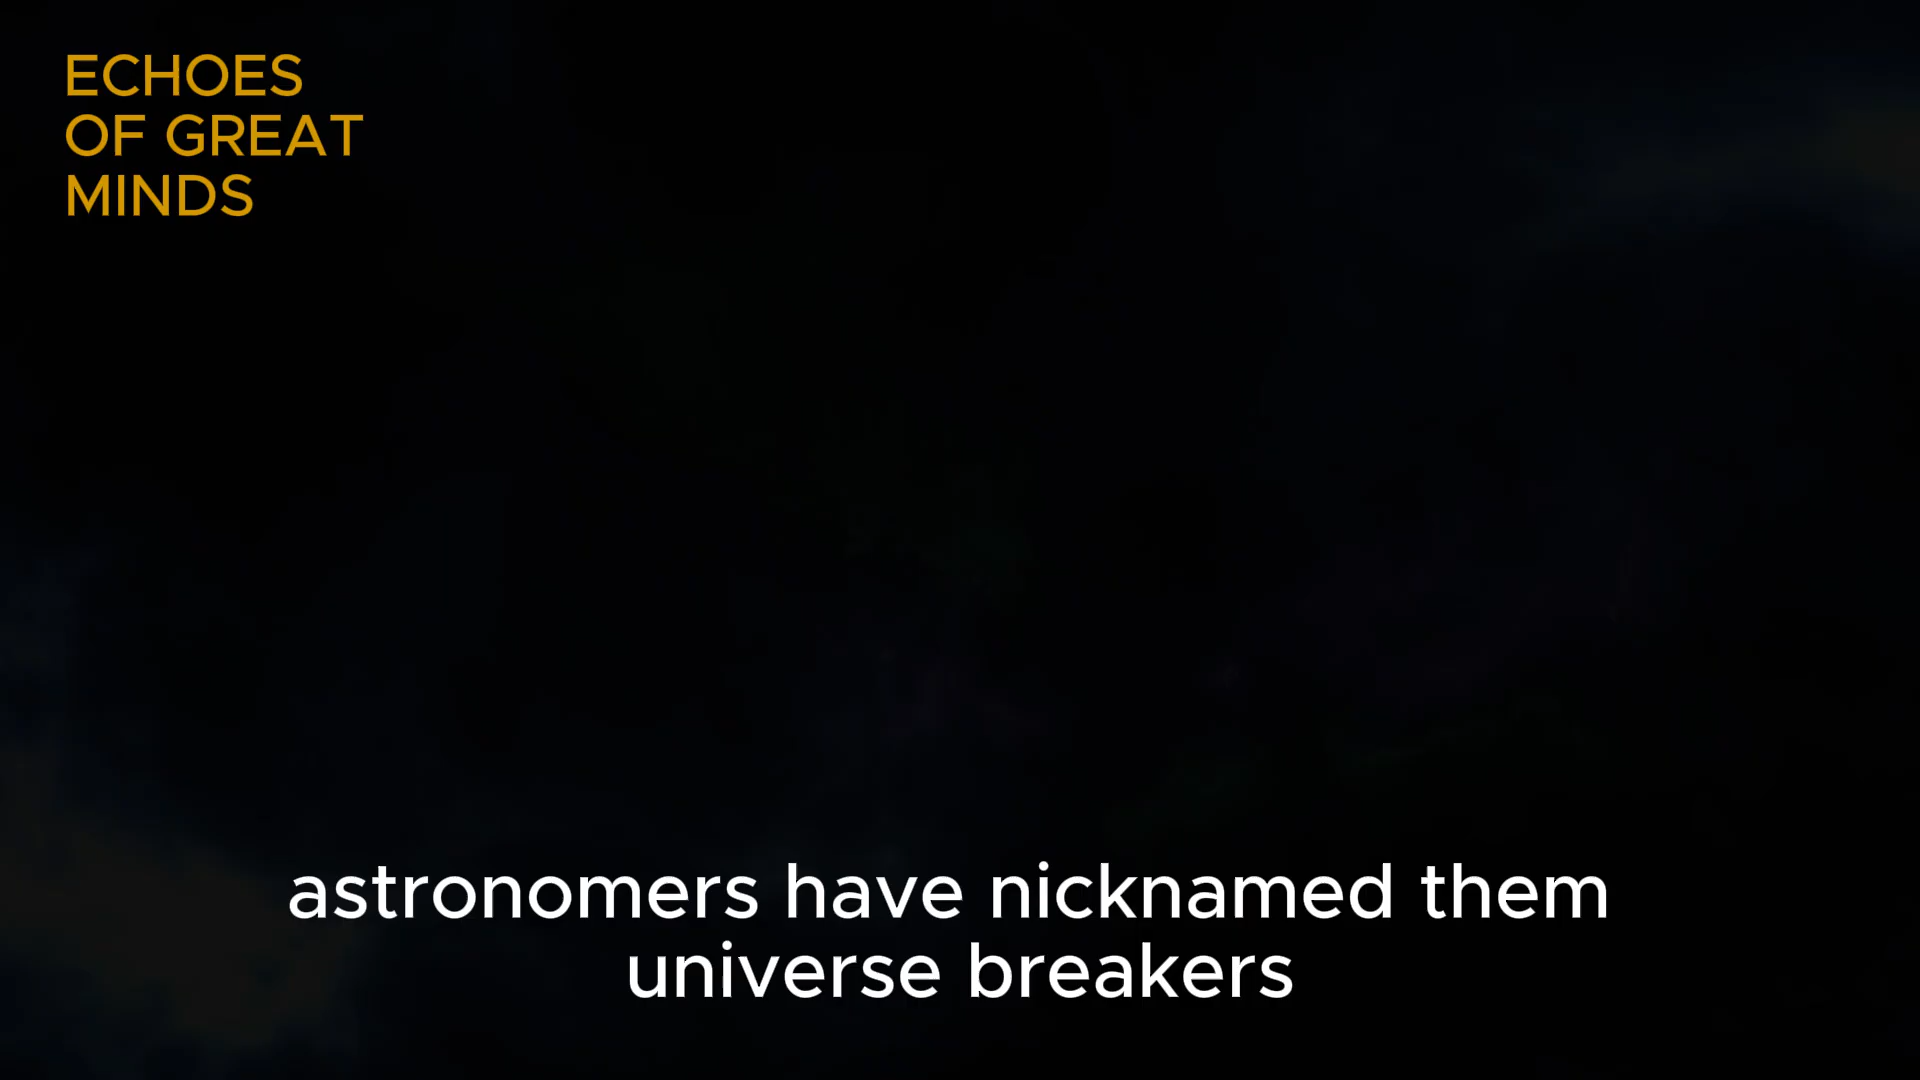 ECHOES
OF GREAT
MINDS
astronomers have nicknamed them
universe breakers